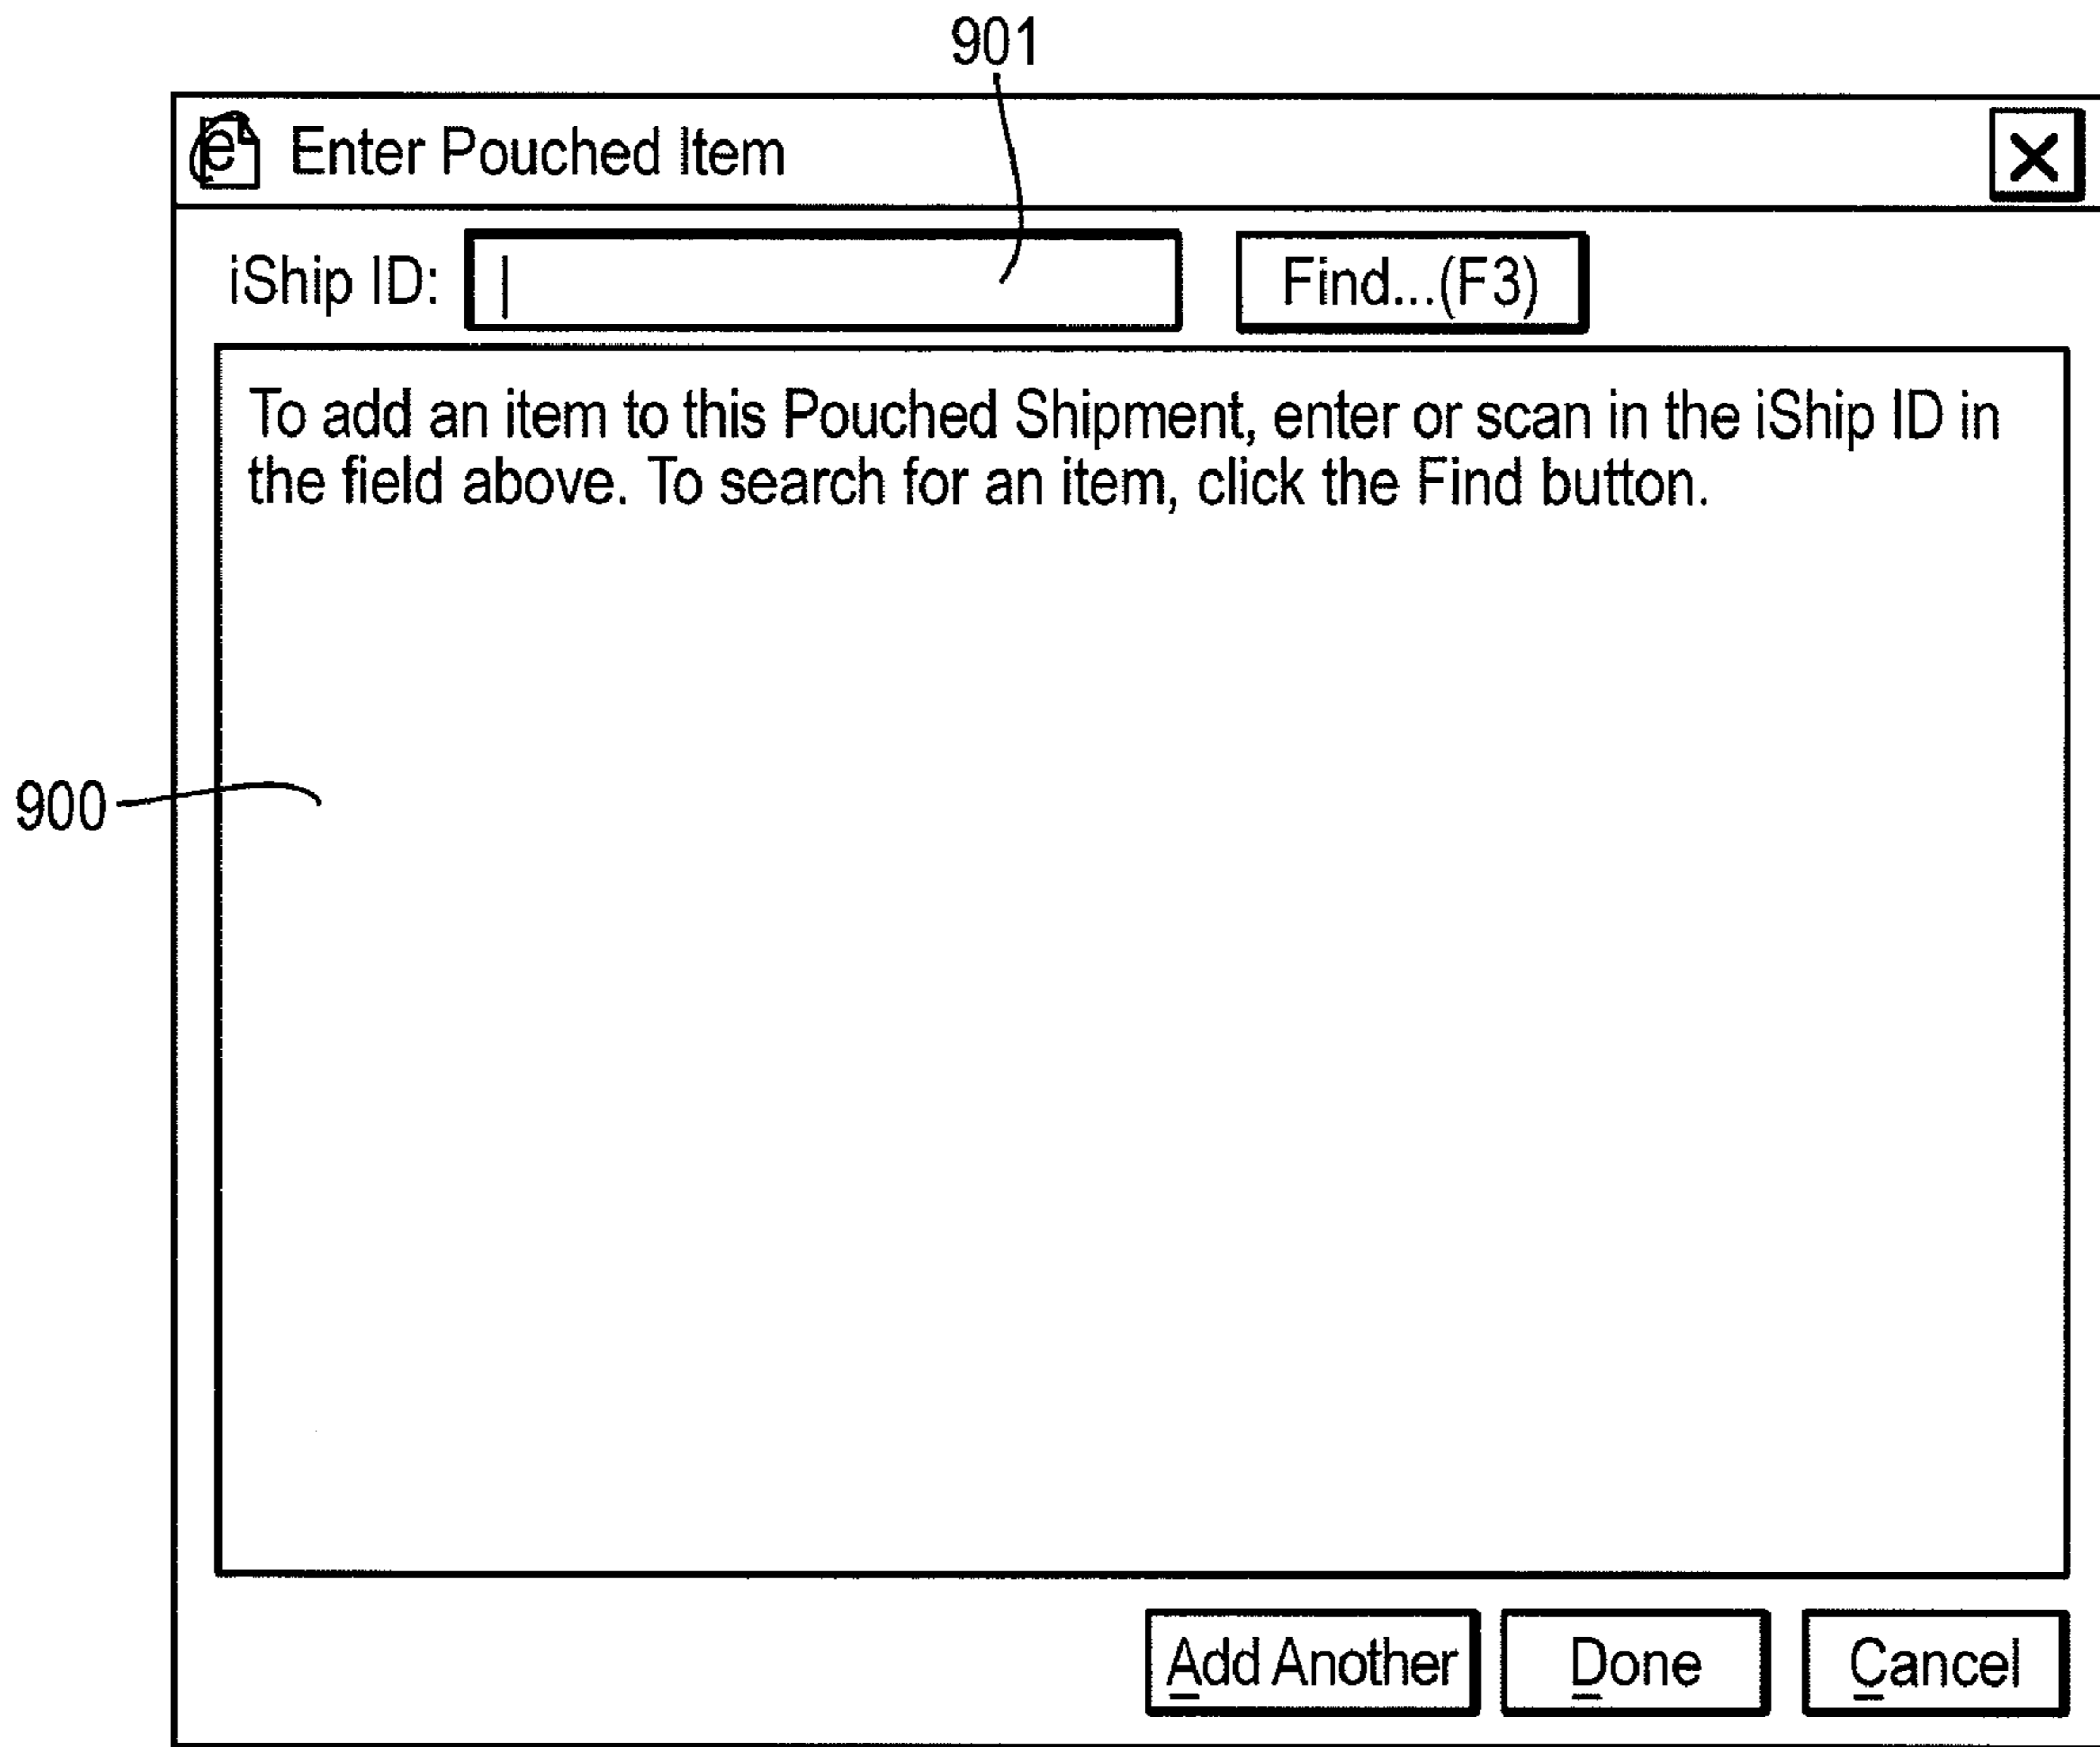 901
Enter Pouched Item
iShip ID:
Find...(F3)
To add an item to this Pouched Shipment, enter or scan in the iShip ID in
the field above. To search for an item, click the Find button.
900
Add Another
Done
Cancel